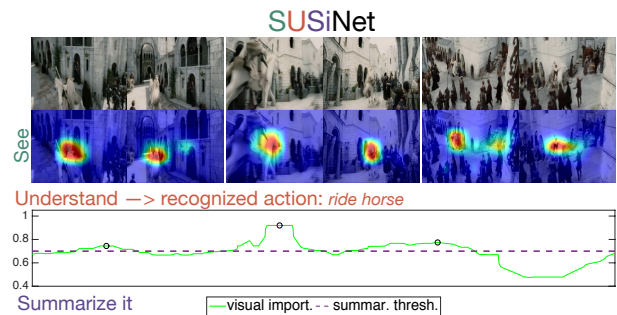 SUSiNet
See
Understand —> recognized action: ride horse
1
0.8
0.6
0.4
Summarize it
visual import. summar. thresh.